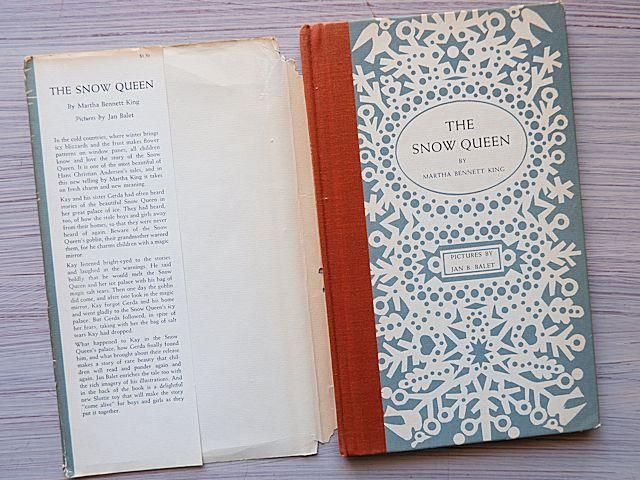 $1.50
THE SNOW QUEEN
By Martha Bennett King
Pictures by Jan Balet
In the cold countries, where winter brings
icy blizzards and the frost makes flower
patterns on window panes, all children
know and love the story of the Snow
Queen. It is one of the most beautiful of
Hans Christian Andersen's tales, and in
this new telling by Martha King it takes
on fresh charm and new meaning.
Kay and his sister Gerda had often heard
stories of the beautiful Snow Queen in
her great palace of ice. They had heard,
too, of how she stole boys and girls away
from their homes, so that they were never
heard of again. Beware of the Snow
Queen's goblin, their grandmother warned
them, for he charms children with a magic
mirror.
Kay listened bright-eyed to the stories
and laughed at the warnings. He said
boldly that he would melt the Snow
Queen and her ice palace with his bag of
magic salt tears. Then one day the goblin
did come, and after one look in the magic
mirror, Kay forgot Gerda and his home
and went gladly to the Snow Queen's icy
palace. But Gerda followed, in spite of
her fears, taking with her the bag of salt
tears Kay had dropped.
What happened to Kay in the Snow
Queen's palace, how Gerda finally found
him, and what brought about their release
makes a story of rare beauty that chil-
dren will read and ponder again and
again. Jan Balet enriches the tale too with
the rich imagery of his illustrations. And
in the back of the book is a delightful
new Slottie toy that will make the story
"come alive" for boys and girls as they
put it together.
THE
SNOW QUEEN
BY
MARTHA BENNETT KING
PICTURES BY
JAN B. BALET